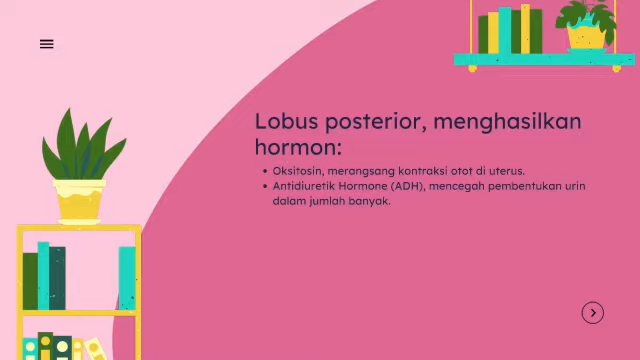 Lobus posterior, menghasilkan
hormon:
• Oksitosin, merangsang kontraksi otot di uterus.
• Antidiuretik Hormone (ADH), mencegah pembentukan urin
dalam jumlah banyak.